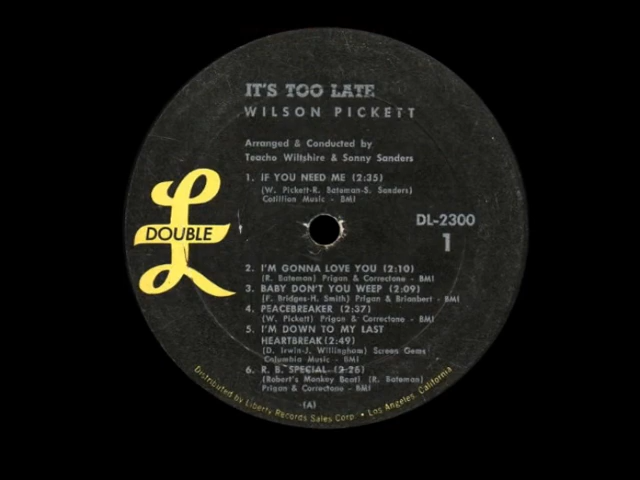 IT'S TOO LATE
WILSON PICKETT
Arranged & Conducted by
Teacho Wiltshire & Sonny Sanders
1. IF YOU NEED ME (2:35)
(W. Pickett-R. Bateman-S. Sanders)
Cotillion Music - BMI
L
DOUBLE
DL-2300
1
2. I'M GONNA LOVE YOU (2:10)
(R. Bateman) Prigan & Correctone - BMI
3. BABY DON'T YOU WEEP (2:09)
(F. Bridges-H. Smith) Prigan & Brianbert - BMI
4. PEACEBREAKER (2:37)
(W. Pickett) Prigan & Correctone - BMI
5. I'M DOWN TO MY LAST
HEARTBREAK (2:49)
(D. Irwin-J. Willingham) Screen Gems
Columbia Music - BMI
6. R. B. SPECIAL (2:26)
(Robert's Monkey Beat) (R. Bateman)
Prigan & Correctone - BMI
(A)
Distributed by Liberty Records Sales Corp. • Los Angeles, California